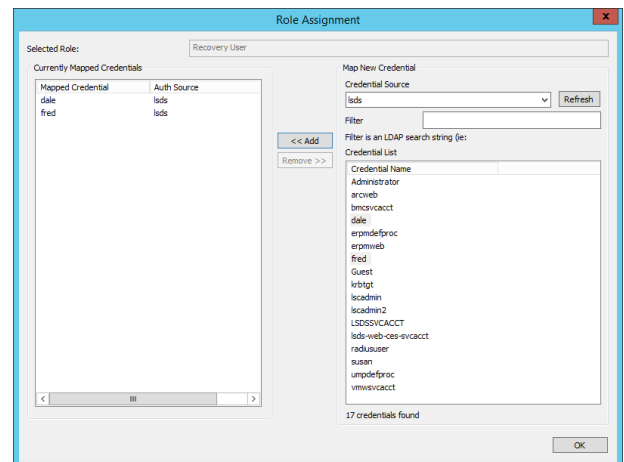 Role Assignment
x
Selected Role:
Recovery User
Currently Mapped Credentials
Mapped Credential Auth Source
dale lsds
fred lsds
<< Add
Remove >>
Map New Credential
Credential Source
lsds
Refresh
Filter
Filter is an LDAP search string (ie:
Credential List
Credential Name
Administrator
arcweb
bmcsvcacct
dale
erpmdefproc
erpmweb
fred
Guest
krbtgt
lscadmin
lscadmin2
LSDSSVCACCT
lsds-web-ces-svcacct
radiususer
susan
umpdefproc
vmwsvcacct
17 credentials found
OK